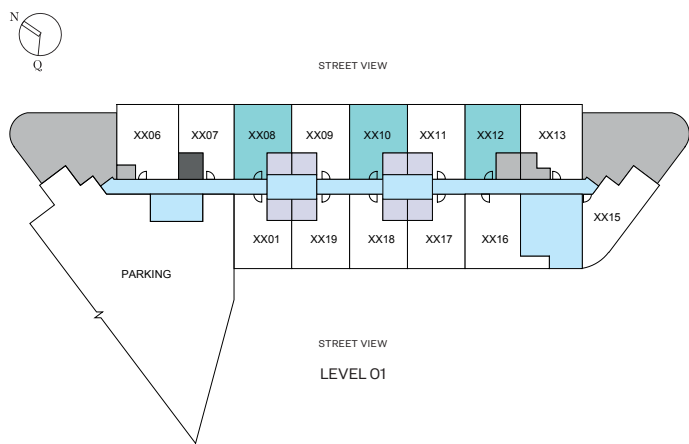 N
Q
STREET VIEW
XX06 XX07 XX08 XX09 XX10 XX11 XX12 XX13
XX15
XX01 XX19 XX18 XX17 XX16
PARKING
STREET VIEW
LEVEL 01